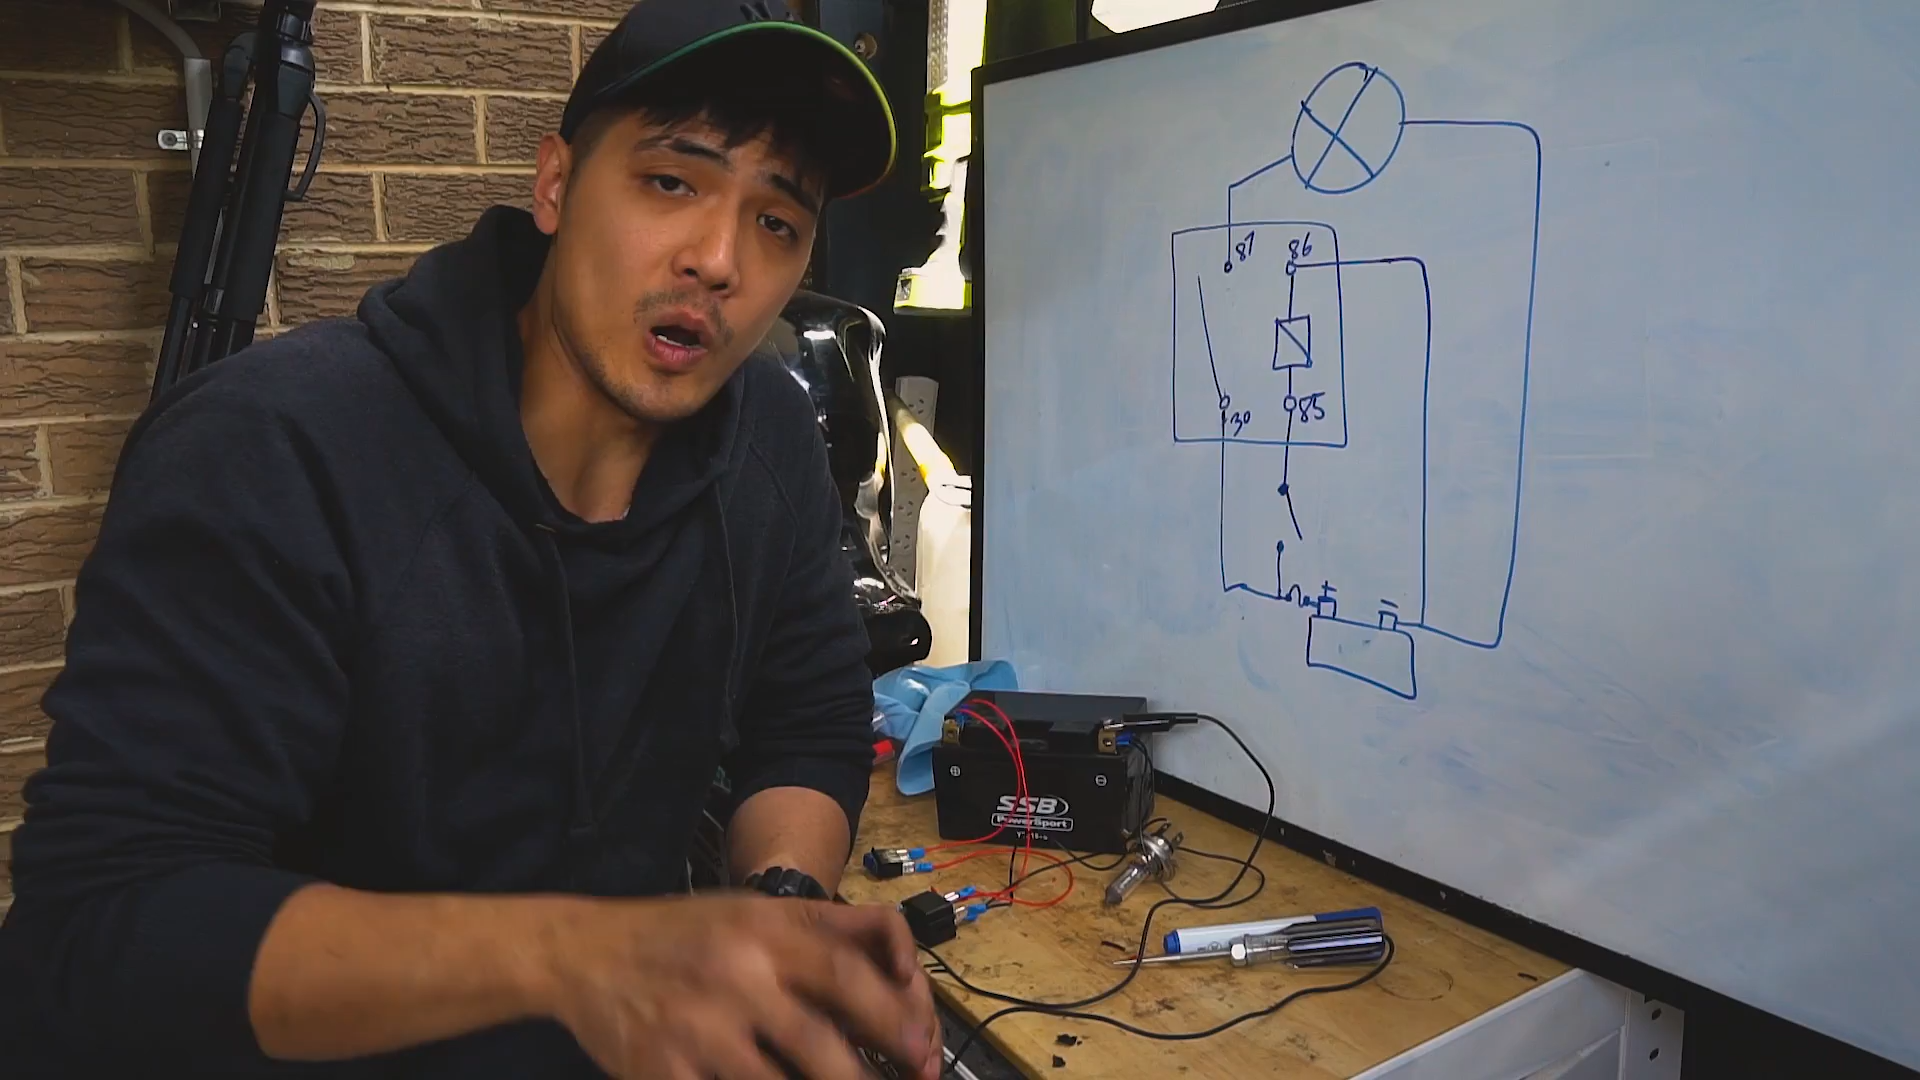 87 86
30 85
+ -
+ -
SSB
PowerSport